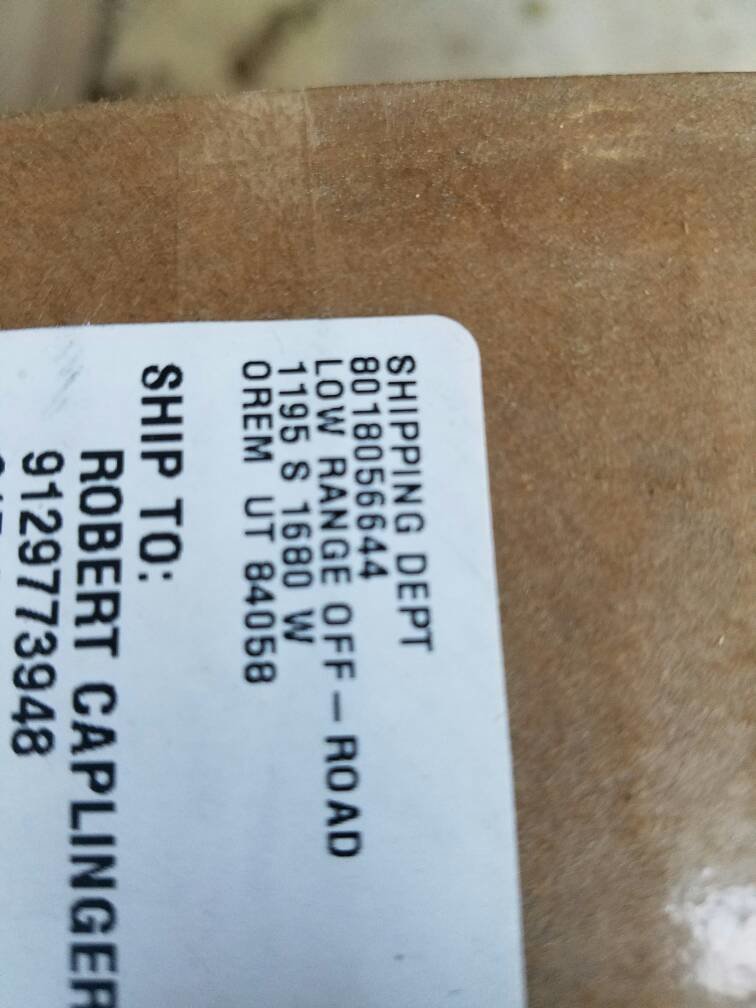 SHIPPING DEPT
8018056644
LOW RANGE OFF-ROAD
1195 S 1680 W
OREM UT 84058
SHIP TO:
ROBERT CAPLINGER
9129773948